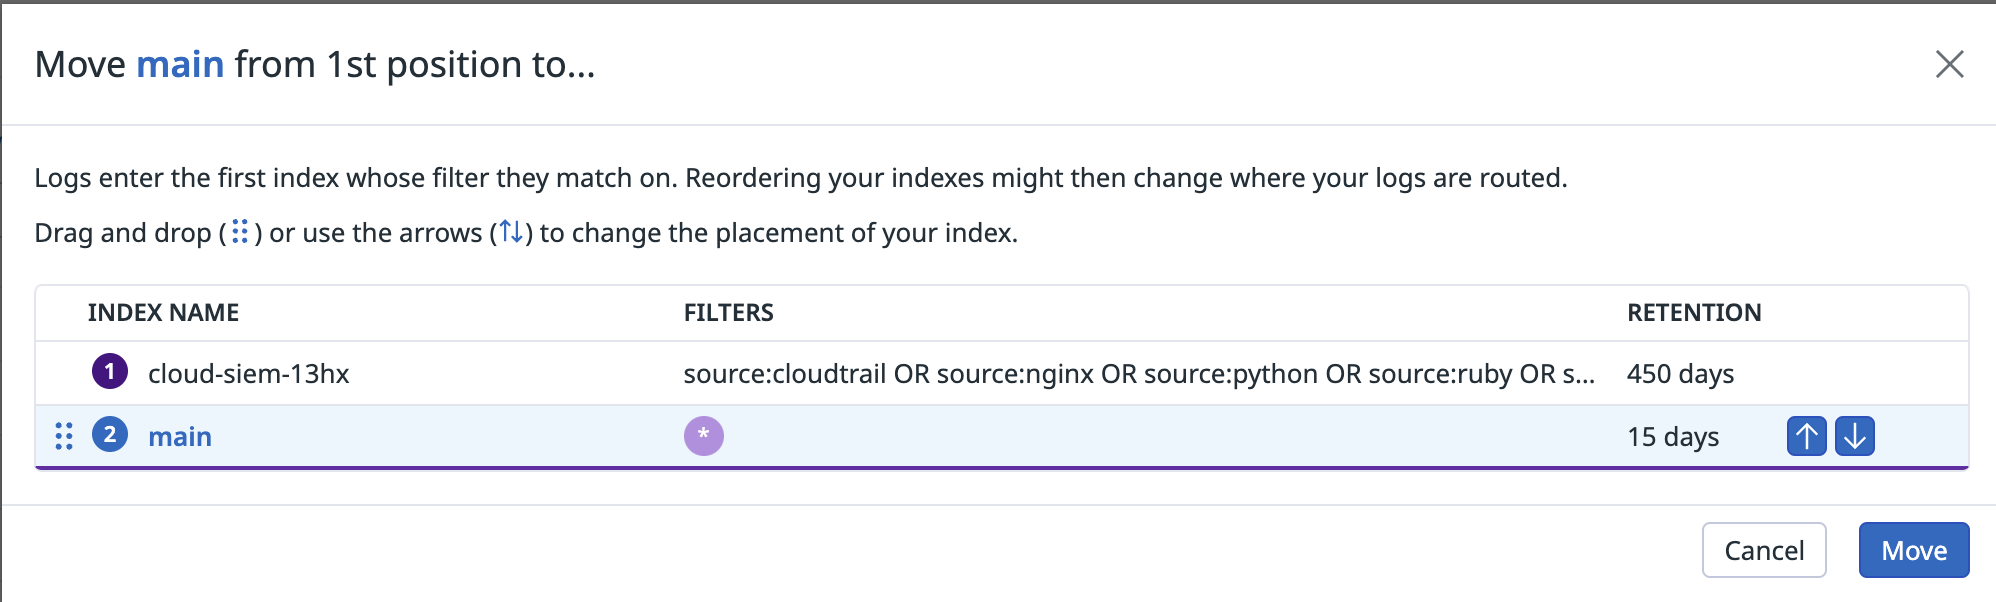 Move main from 1st position to...
Logs enter the first index whose filter they match on. Reordering your indexes might then change where your logs are routed.
Drag and drop (⠿) or use the arrows (↑↓) to change the placement of your index.
INDEX NAME FILTERS RETENTION
1 cloud-siem-13hx source:cloudtrail OR source:nginx OR source:python OR source:ruby OR s... 450 days
2 main * 15 days
Cancel Move